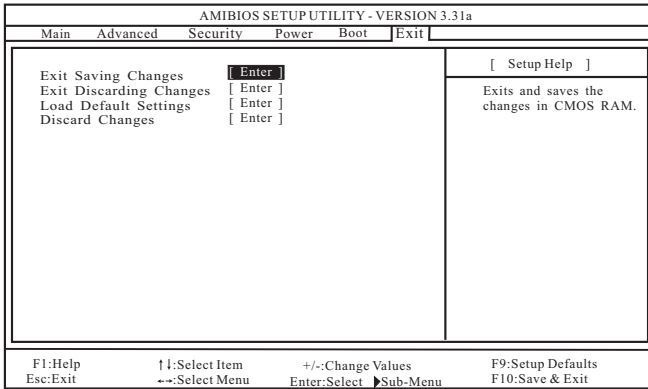 AMIBIOS SETUP UTILITY - VERSION 3.31a
Main Advanced Security Power Boot Exit
Exit Saving Changes [ Enter ]
Exit Discarding Changes [ Enter ]
Load Default Settings [ Enter ]
Discard Changes [ Enter ]
[ Setup Help ]
Exits and saves the
changes in CMOS RAM.
F1:Help ↑↓:Select Item +/-:Change Values F9:Setup Defaults
Esc:Exit ←→:Select Menu Enter:Select ▶Sub-Menu F10:Save & Exit